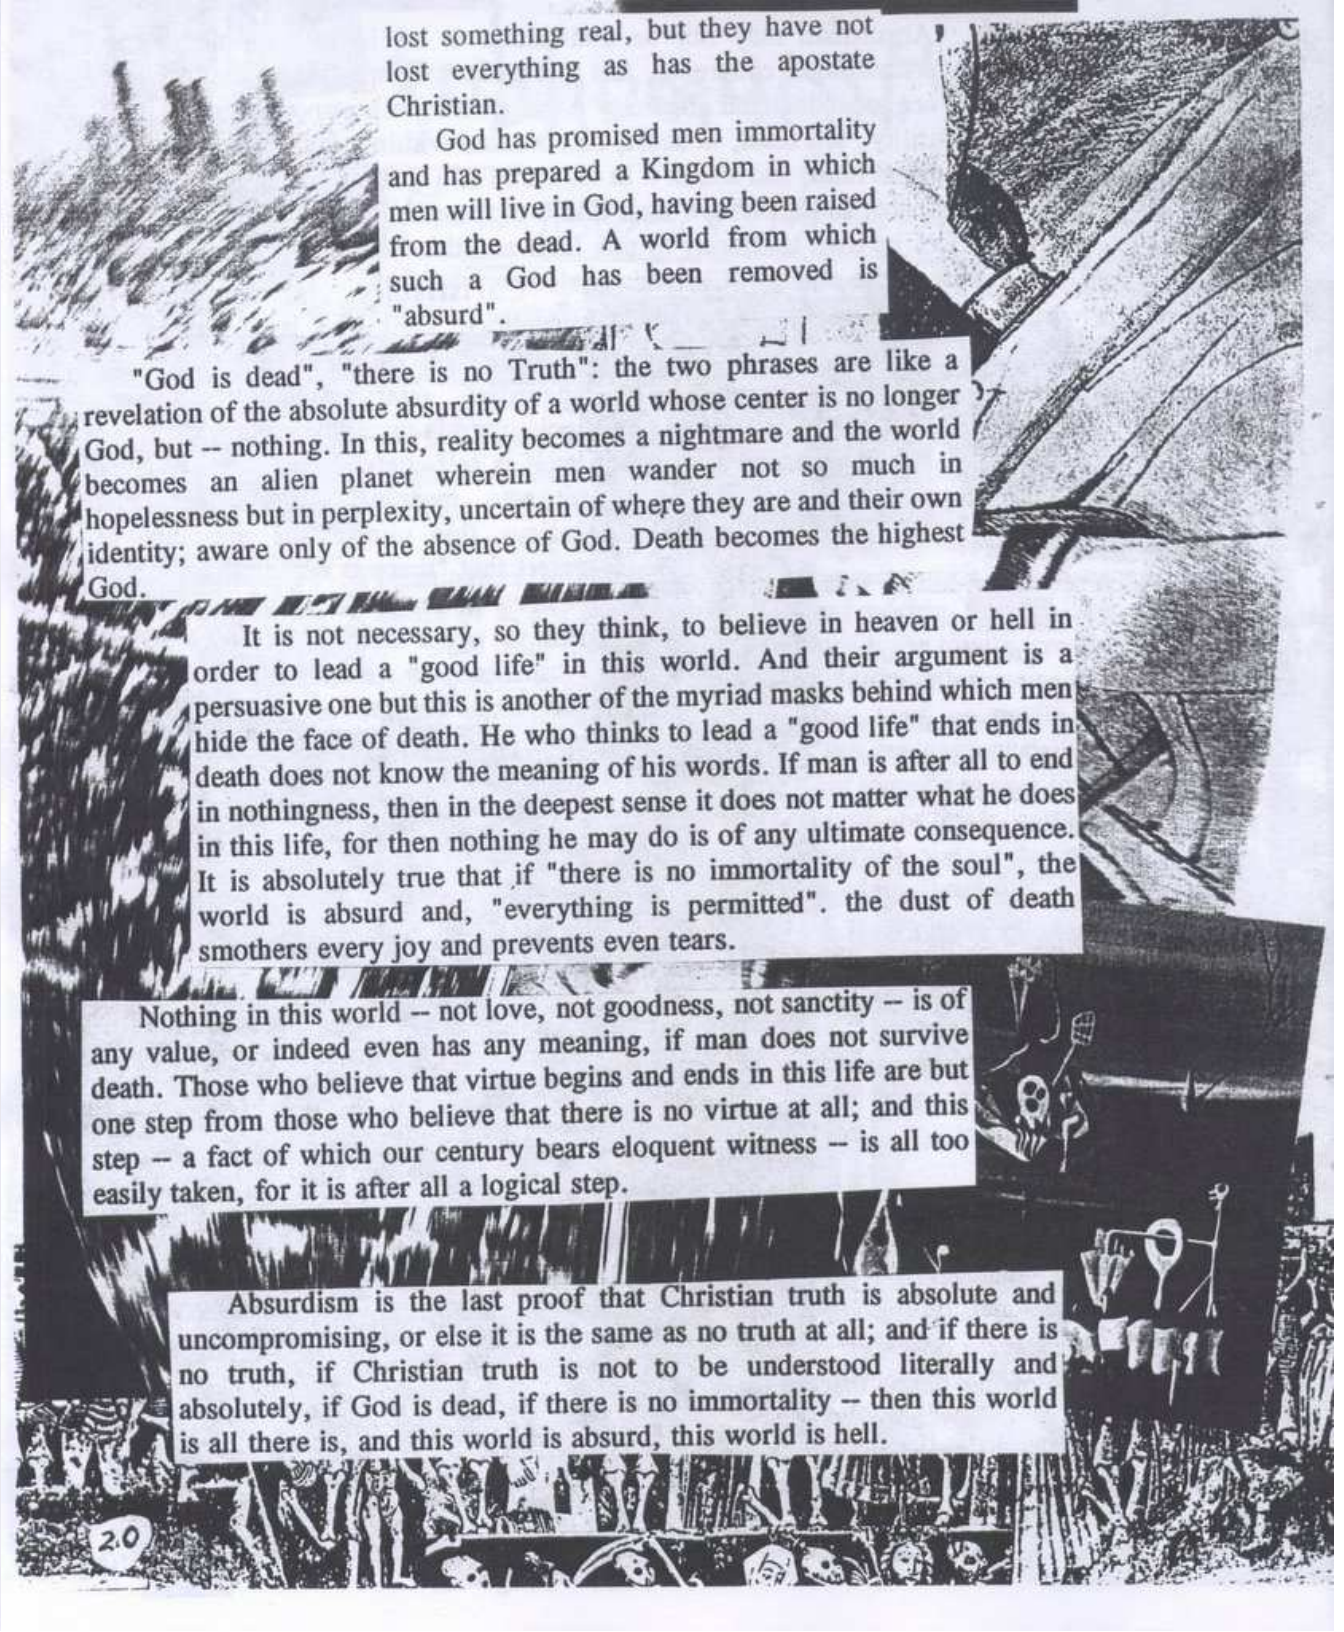 lost something real, but they have not
lost everything as has the apostate
Christian.
God has promised men immortality
and has prepared a Kingdom in which
men will live in God, having been raised
from the dead. A world from which
such a God has been removed is
"absurd".
"God is dead", "there is no Truth": the two phrases are like a
revelation of the absolute absurdity of a world whose center is no longer
God, but -- nothing. In this, reality becomes a nightmare and the world
becomes an alien planet wherein men wander not so much in
hopelessness but in perplexity, uncertain of where they are and their own
identity; aware only of the absence of God. Death becomes the highest
God.
It is not necessary, so they think, to believe in heaven or hell in
order to lead a "good life" in this world. And their argument is a
persuasive one but this is another of the myriad masks behind which men
hide the face of death. He who thinks to lead a "good life" that ends in
death does not know the meaning of his words. If man is after all to end
in nothingness, then in the deepest sense it does not matter what he does
in this life, for then nothing he may do is of any ultimate consequence.
It is absolutely true that if "there is no immortality of the soul", the
world is absurd and, "everything is permitted". the dust of death
smothers every joy and prevents even tears.
Nothing in this world -- not love, not goodness, not sanctity -- is of
any value, or indeed even has any meaning, if man does not survive
death. Those who believe that virtue begins and ends in this life are but
one step from those who believe that there is no virtue at all; and this
step -- a fact of which our century bears eloquent witness -- is all too
easily taken, for it is after all a logical step.
Absurdism is the last proof that Christian truth is absolute and
uncompromising, or else it is the same as no truth at all; and if there is
no truth, if Christian truth is not to be understood literally and
absolutely, if God is dead, if there is no immortality -- then this world
is all there is, and this world is absurd, this world is hell.
20